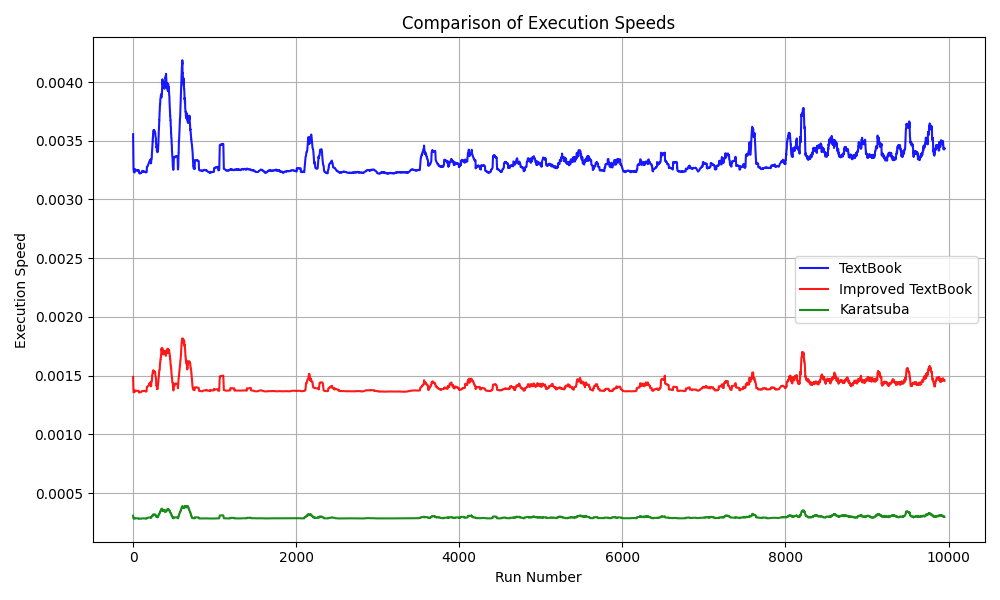 Comparison of Execution Speeds
0.0040
0.0035
0.0030
0.0025
0.0020
0.0015
0.0010
0.0005
Execution Speed
TextBook
Improved TextBook
Karatsuba
0 2000 4000 6000 8000 10000
Run Number